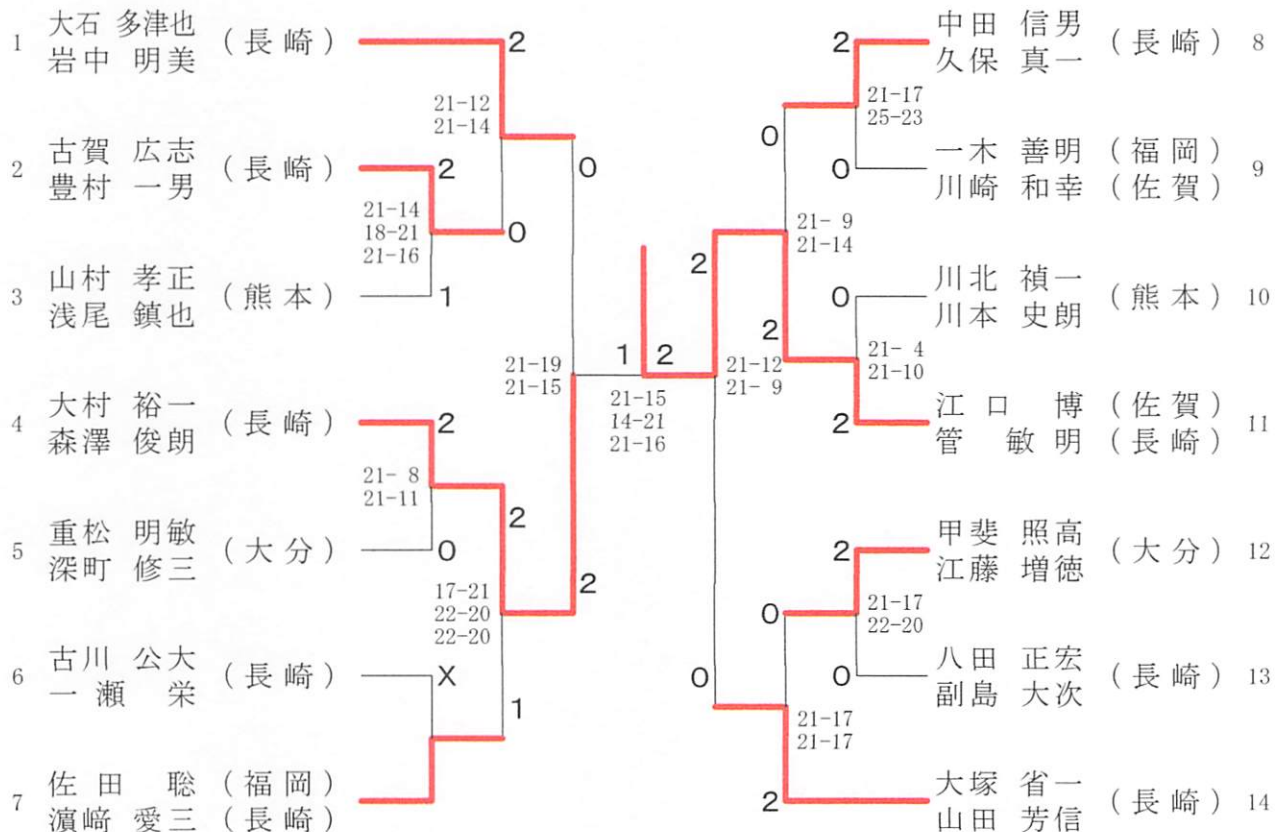 1 大石 多津也 (長崎)
岩中 明美
2 古賀 広志 (長崎)
豊村 一男
3 山村 孝正 (熊本)
浅尾 鎮也
4 大村 裕一 (長崎)
森澤 俊朗
5 重松 明敏 (大分)
深町 修三
6 古川 公大 (長崎)
一瀬 栄
7 佐田 聡 (福岡)
濵﨑 愛三 (長崎)
2
21-12
21-14
2
21-14
18-21
21-16
0
1
0
2
21-8
21-11
0
2
17-21
22-20
22-20
X
1
2
21-19
21-15
1 2
21-15
14-21
21-16
2
21-12
21-9
0
0
21-9
21-14
2
2
21-17
25-23
0
0
21-4
21-10
2
2
21-17
22-20
0
0
21-17
21-17
2
中田 信男 (長崎) 8
久保 真一
一木 善明 (福岡) 9
川崎 和幸 (佐賀)
川北 禎一 (熊本) 10
川本 史朗
江口 博 (佐賀) 11
管 敏明 (長崎)
甲斐 照高 (大分) 12
江藤 増徳
八田 正宏 (長崎) 13
副島 大次
大塚 省一 (長崎) 14
山田 芳信